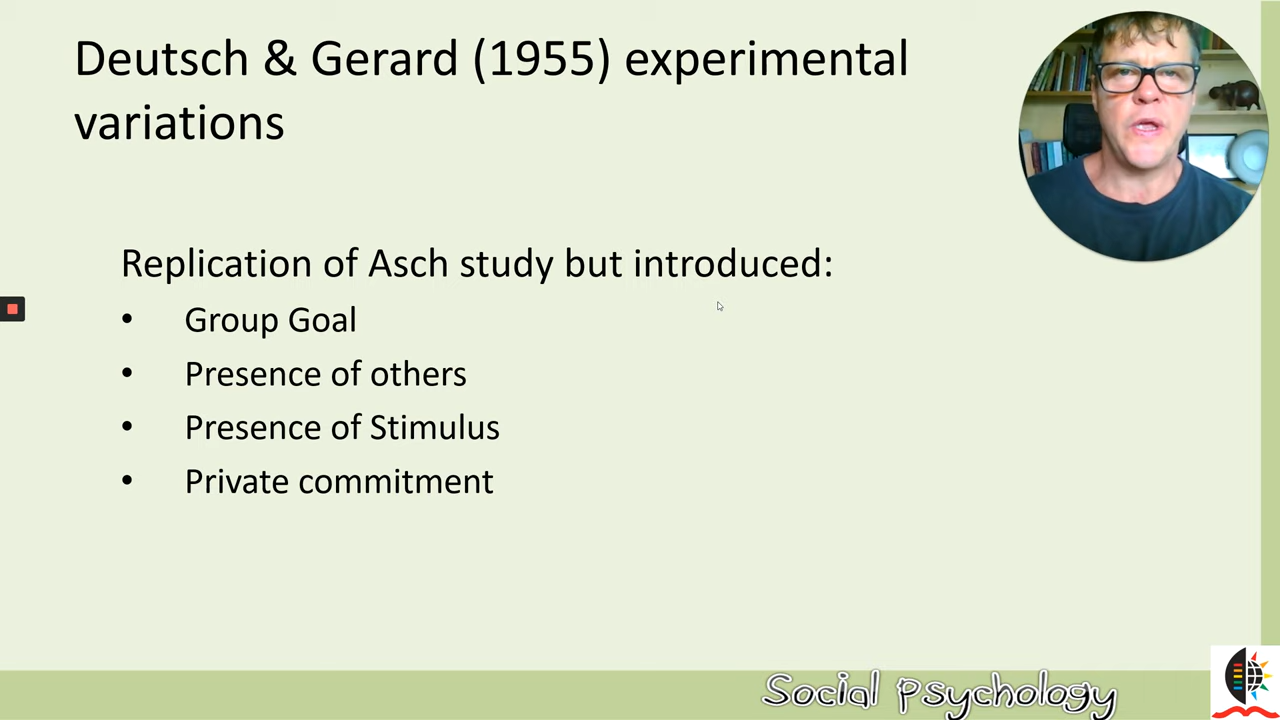 Deutsch & Gerard (1955) experimental
variations
Replication of Asch study but introduced:
• Group Goal
• Presence of others
• Presence of Stimulus
• Private commitment
Social Psychology